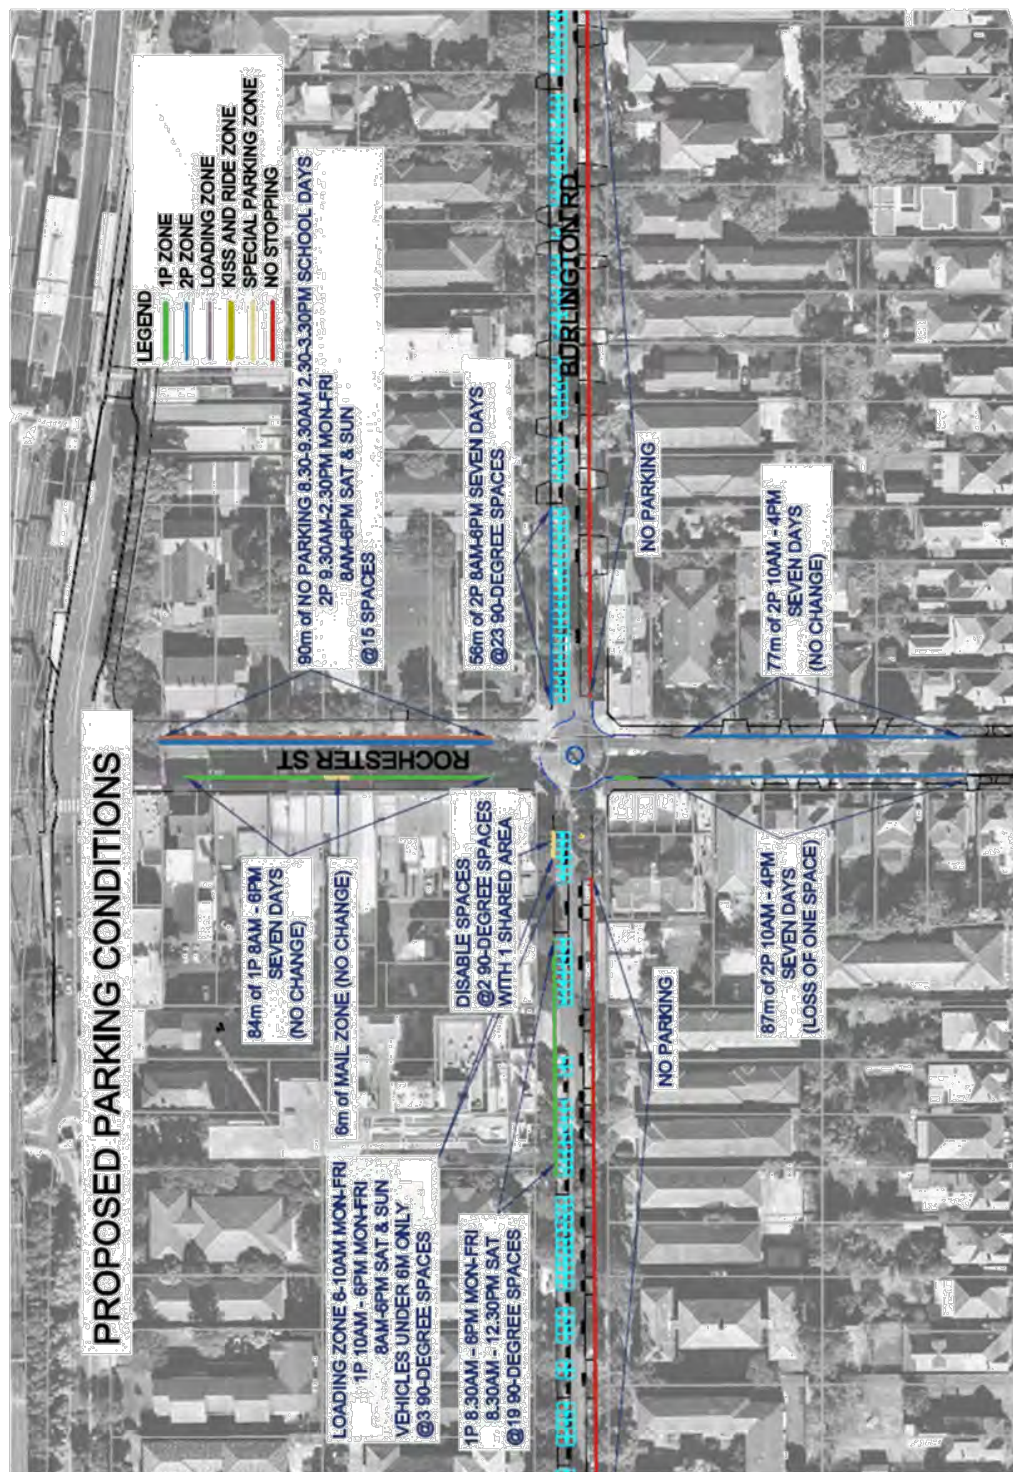 PROPOSED PARKING CONDITIONS
LEGEND
1P ZONE
2P ZONE
LOADING ZONE
KISS AND RIDE ZONE
SPECIAL PARKING ZONE
NO STOPPING
90m of NO PARKING 8.30-9.30AM 2.30-3.30PM SCHOOL DAYS
2P 9.30AM-2.30PM MON-FRI
8AM-6PM SAT & SUN
@15 SPACES
56m of 2P 8AM-6PM SEVEN DAYS
@23 90-DEGREE SPACES
BURLINGTON RD
NO PARKING
77m of 2P 10AM - 4PM
SEVEN DAYS
(NO CHANGE)
ROCHESTER ST
84m of 1P 8AM - 6PM
SEVEN DAYS
(NO CHANGE)
6m of MAIL ZONE (NO CHANGE)
DISABLE SPACES
@2 90-DEGREE SPACES
WITH 1 SHARED AREA
87m of 2P 10AM - 4PM
SEVEN DAYS
(LOSS OF ONE SPACE)
NO PARKING
LOADING ZONE 6-10AM MON-FRI
1P 10AM - 6PM MON-FRI
8AM-6PM SAT & SUN
VEHICLES UNDER 6M ONLY
@3 90-DEGREE SPACES
1P 8:30AM - 6PM MON-FRI
8.30AM - 12.30PM SAT
@19 90-DEGREE SPACES